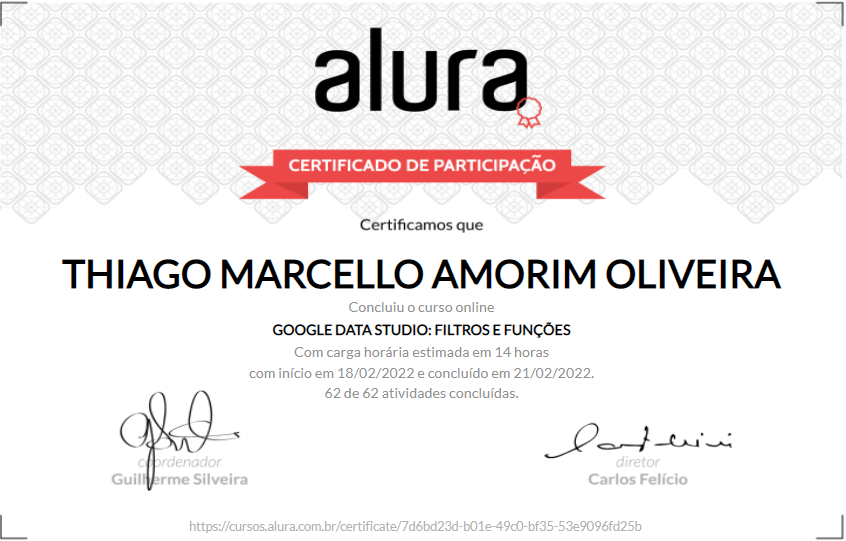 alura
CERTIFICADO DE PARTICIPAÇÃO
Certificamos que
THIAGO MARCELLO AMORIM OLIVEIRA
Concluiu o curso online
GOOGLE DATA STUDIO: FILTROS E FUNÇÕES
Com carga horária estimada em 14 horas
com início em 18/02/2022 e concluído em 21/02/2022.
62 de 62 atividades concluídas.
coordenador
Guilherme Silveira
diretor
Carlos Felício
https://cursos.alura.com.br/certificate/7d6bd23d-b01e-49c0-bf35-53e9096fd25b